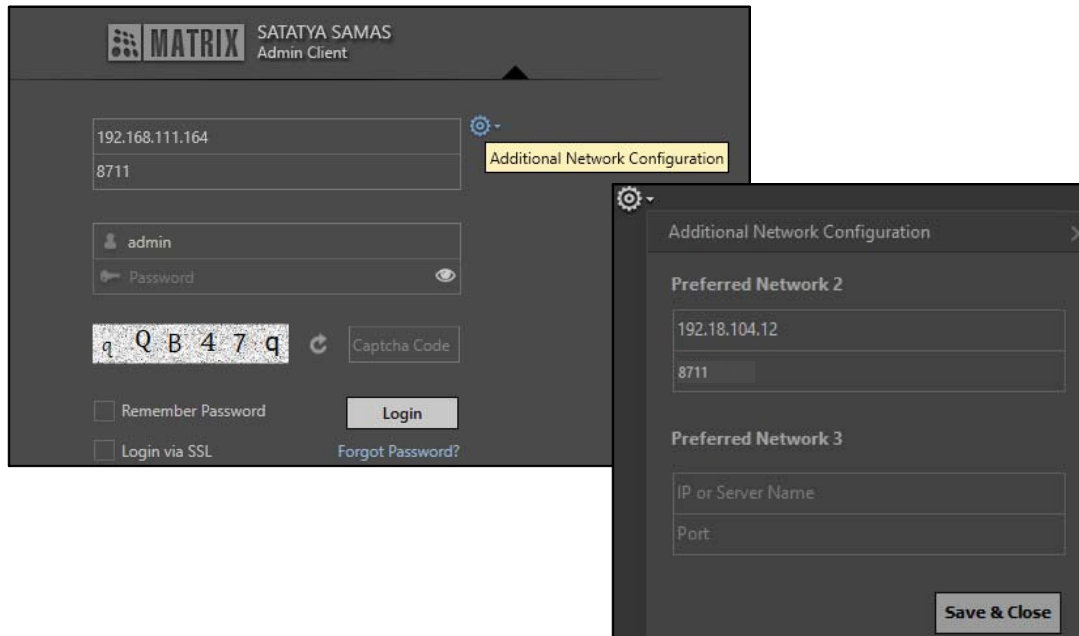 MATRIX
SATATYA SAMAS
Admin Client
192.168.111.164
8711
Additional Network Configuration
admin
Password
q Q B 4 7 q
Captcha Code
Remember Password
Login
Login via SSL
Forgot Password?
Additional Network Configuration
Preferred Network 2
192.18.104.12
8711
Preferred Network 3
IP or Server Name
Port
Save & Close